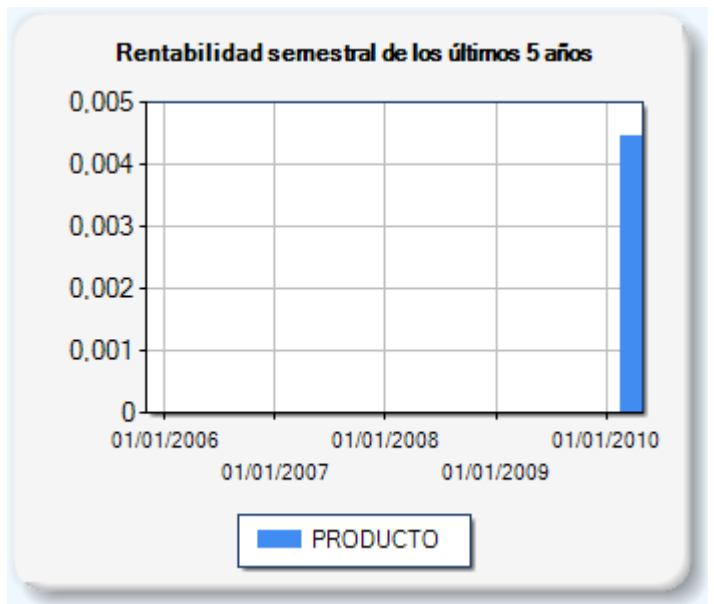 Rentabilidad semestral de los últimos 5 años
0,005
0,004
0,003
0,002
0,001
0
01/01/2006 01/01/2008 01/01/2010
01/01/2007 01/01/2009
PRODUCTO